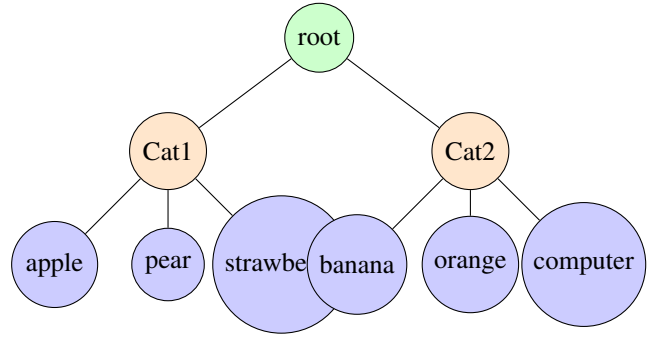 root
Cat1
Cat2
apple
pear
strawbe
banana
orange
computer